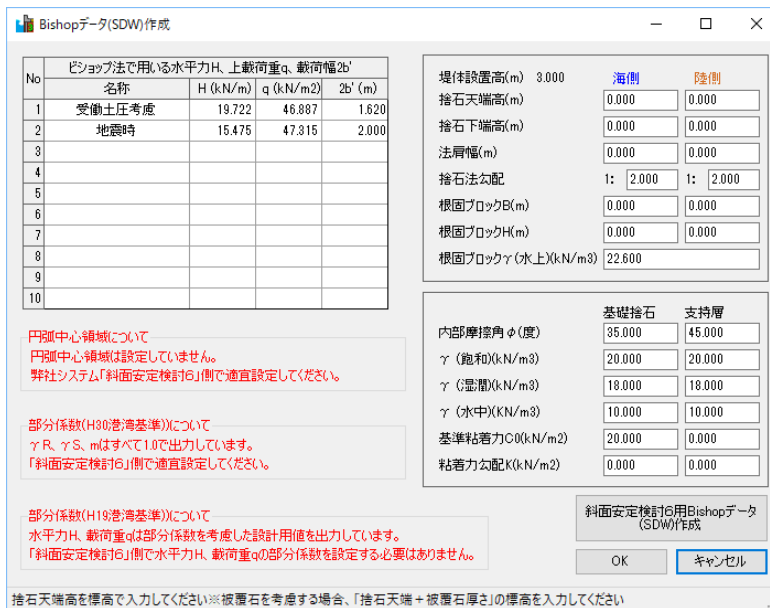 Bishopデータ(SDW)作成
ビショップ法で用いる水平力H、上載荷重q、載荷幅2b'
No 名称 H (kN/m) q (kN/m2) 2b' (m)
1 受働土圧考慮 19.722 46.887 1.620
2 地震時 15.475 47.315 2.000
3
4
5
6
7
8
9
10
円弧中心領域について
円弧中心領域は設定していません。
弊社システム「斜面安定検討6」側で適宜設定してください。
部分係数(H30港湾基準))について
γR、γS、mはすべて1.0で出力しています。
「斜面安定検討6」側で適宜設定してください。
部分係数(H19港湾基準))について
水平力H、載荷重qは部分係数を考慮した設計用値を出力しています。
「斜面安定検討6」側で水平力H、載荷重qの部分係数を設定する必要はありません。
堤体設置高(m) 3.000 海側 陸側
捨石天端高(m) 0.000 0.000
捨石下端高(m) 0.000 0.000
法肩幅(m) 0.000 0.000
捨石法勾配 1: 2.000 1: 2.000
根固ブロックB(m) 0.000 0.000
根固ブロックH(m) 0.000 0.000
根固ブロックγ(水上)(kN/m3) 22.600
基礎捨石 支持層
内部摩擦角φ(度) 35.000 45.000
γ (飽和)(kN/m3) 20.000 20.000
γ (湿潤)(kN/m3) 18.000 18.000
γ (水中)(KN/m3) 10.000 10.000
基準粘着力C0(kN/m2) 20.000 0.000
粘着力勾配K(kN/m2) 0.000 0.000
斜面安定検討6用Bishopデータ
(SDW)作成
OK キャンセル
捨石天端高を標高で入力してください※被覆石を考慮する場合、「捨石天端+被覆石厚さ」の標高を入力してください